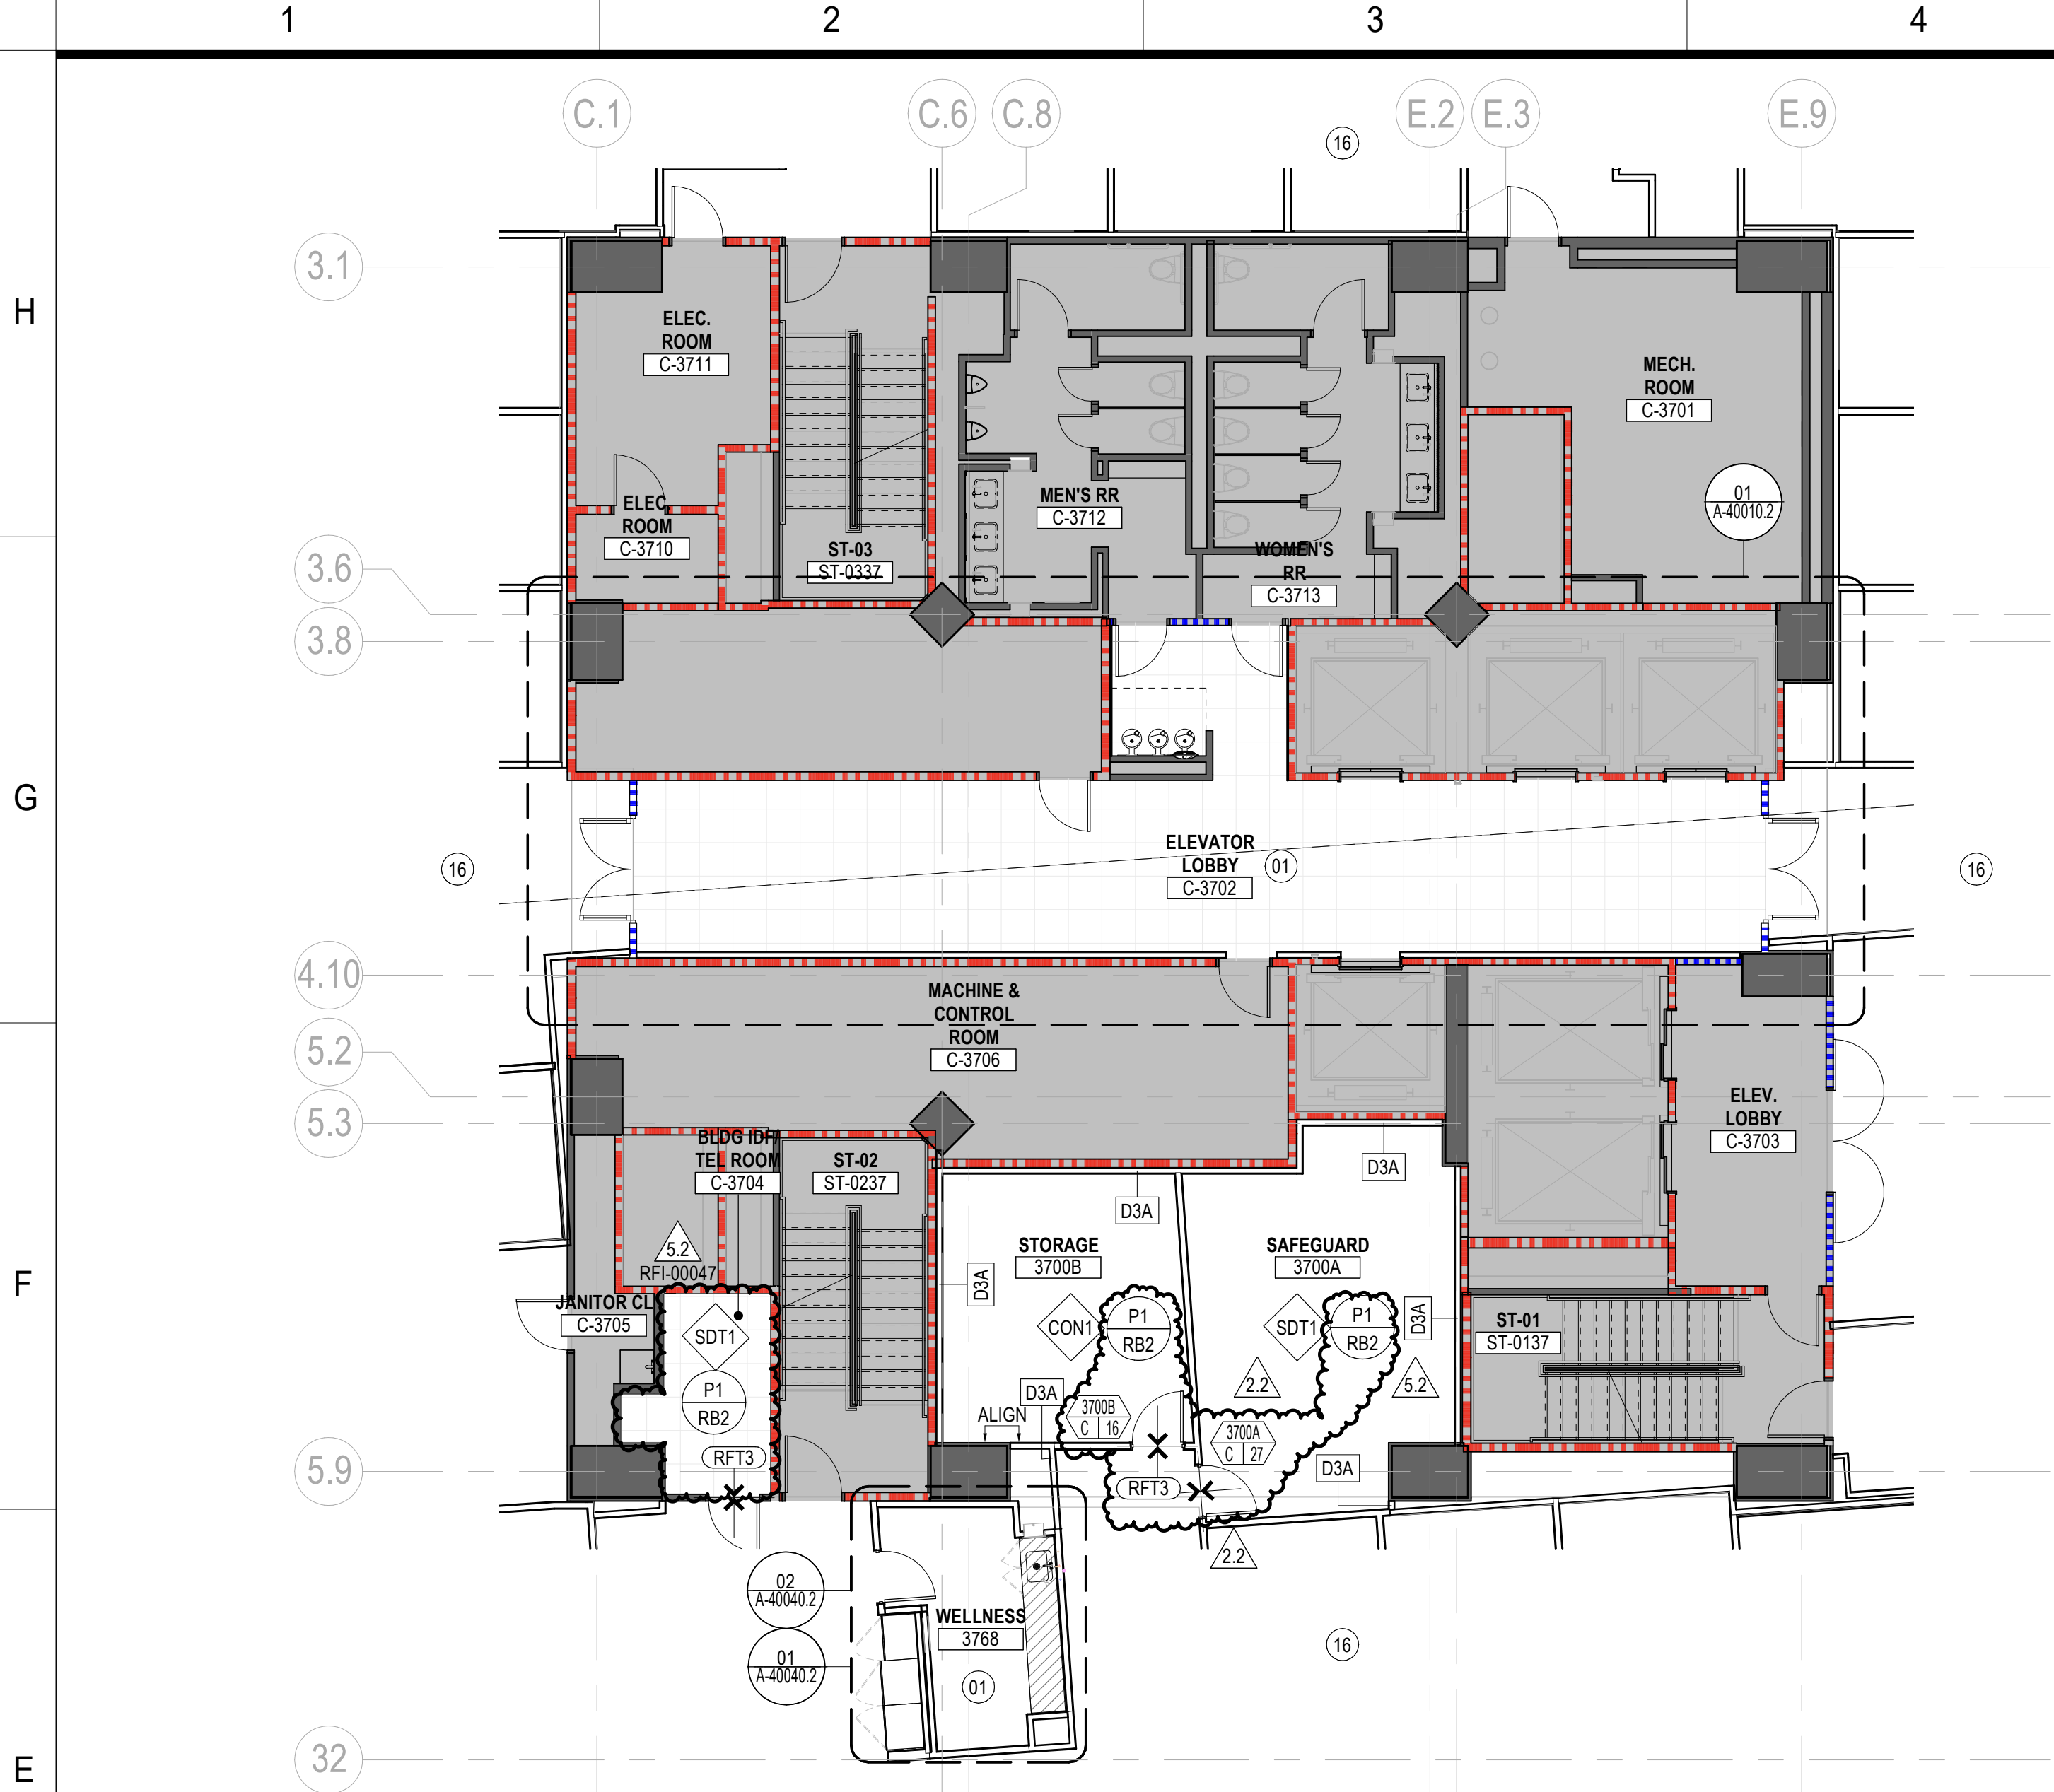 1
2
3
4
C.1
C.6
C.8
E.2
E.3
E.9
16
3.1
H
ELEC.
ROOM
C-3711
MECH.
ROOM
C-3701
ELEC.
ROOM
C-3710
MEN'S RR
C-3712
01
A-40010.2
ST-03
ST-0337
WOMEN'S
RR
C-3713
3.6
3.8
G
ELEVATOR
LOBBY
C-3702
01
16
16
4.10
MACHINE &
CONTROL
ROOM
C-3706
5.2
5.3
ELEV.
LOBBY
C-3703
BLDG IDF/
TEL ROOM
C-3704
ST-02
ST-0237
D3A
D3A
F
5.2
RFI-00047
STORAGE
3700B
SAFEGUARD
3700A
D3A
D3A
JANITOR CL
C-3705
SDT1
CON1
P1
RB2
SDT1
P1
RB2
ST-01
ST-0137
P1
RB2
2.2
5.2
D3A
3700B
C 16
ALIGN
3700A
C 27
RFT3
D3A
5.9
RFT3
2.2
02
A-40040.2
WELLNESS
3768
01
A-40040.2
01
16
32
E